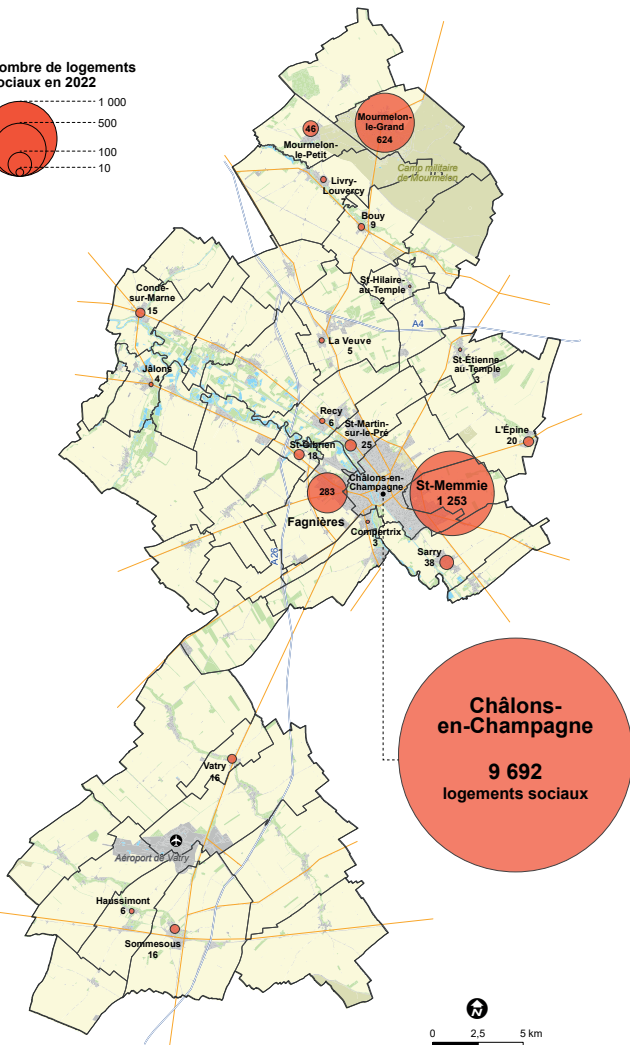 ombre de logements
ociaux en 2022
1 000
500
100
10
Mourmelon-
le-Grand
624
46
Mourmelon-
le-Petit
Camp militaire
de Mourmelon
Livry-
Louvercy
Bouy
9
St-Hilaire-
au-Temple
2
Condé-
sur-Marne
15
A4
La Veuve
5
St-Étienne
au-Temple
3
Jâlons
4
Recy
6
St-Martin-
sur-le-Pré
25
L'Épine
20
St-Gibrien
18
Châlons-en-
Champagne
St-Memmie
1 253
283
Fagnières
Compertrix
3
A26
Sarry
38
Châlons-
en-Champagne
9 692
logements sociaux
Vatry
16
Aéroport de Vatry
Haussimont
6
Sommesous
16
N
0 2,5 5 km